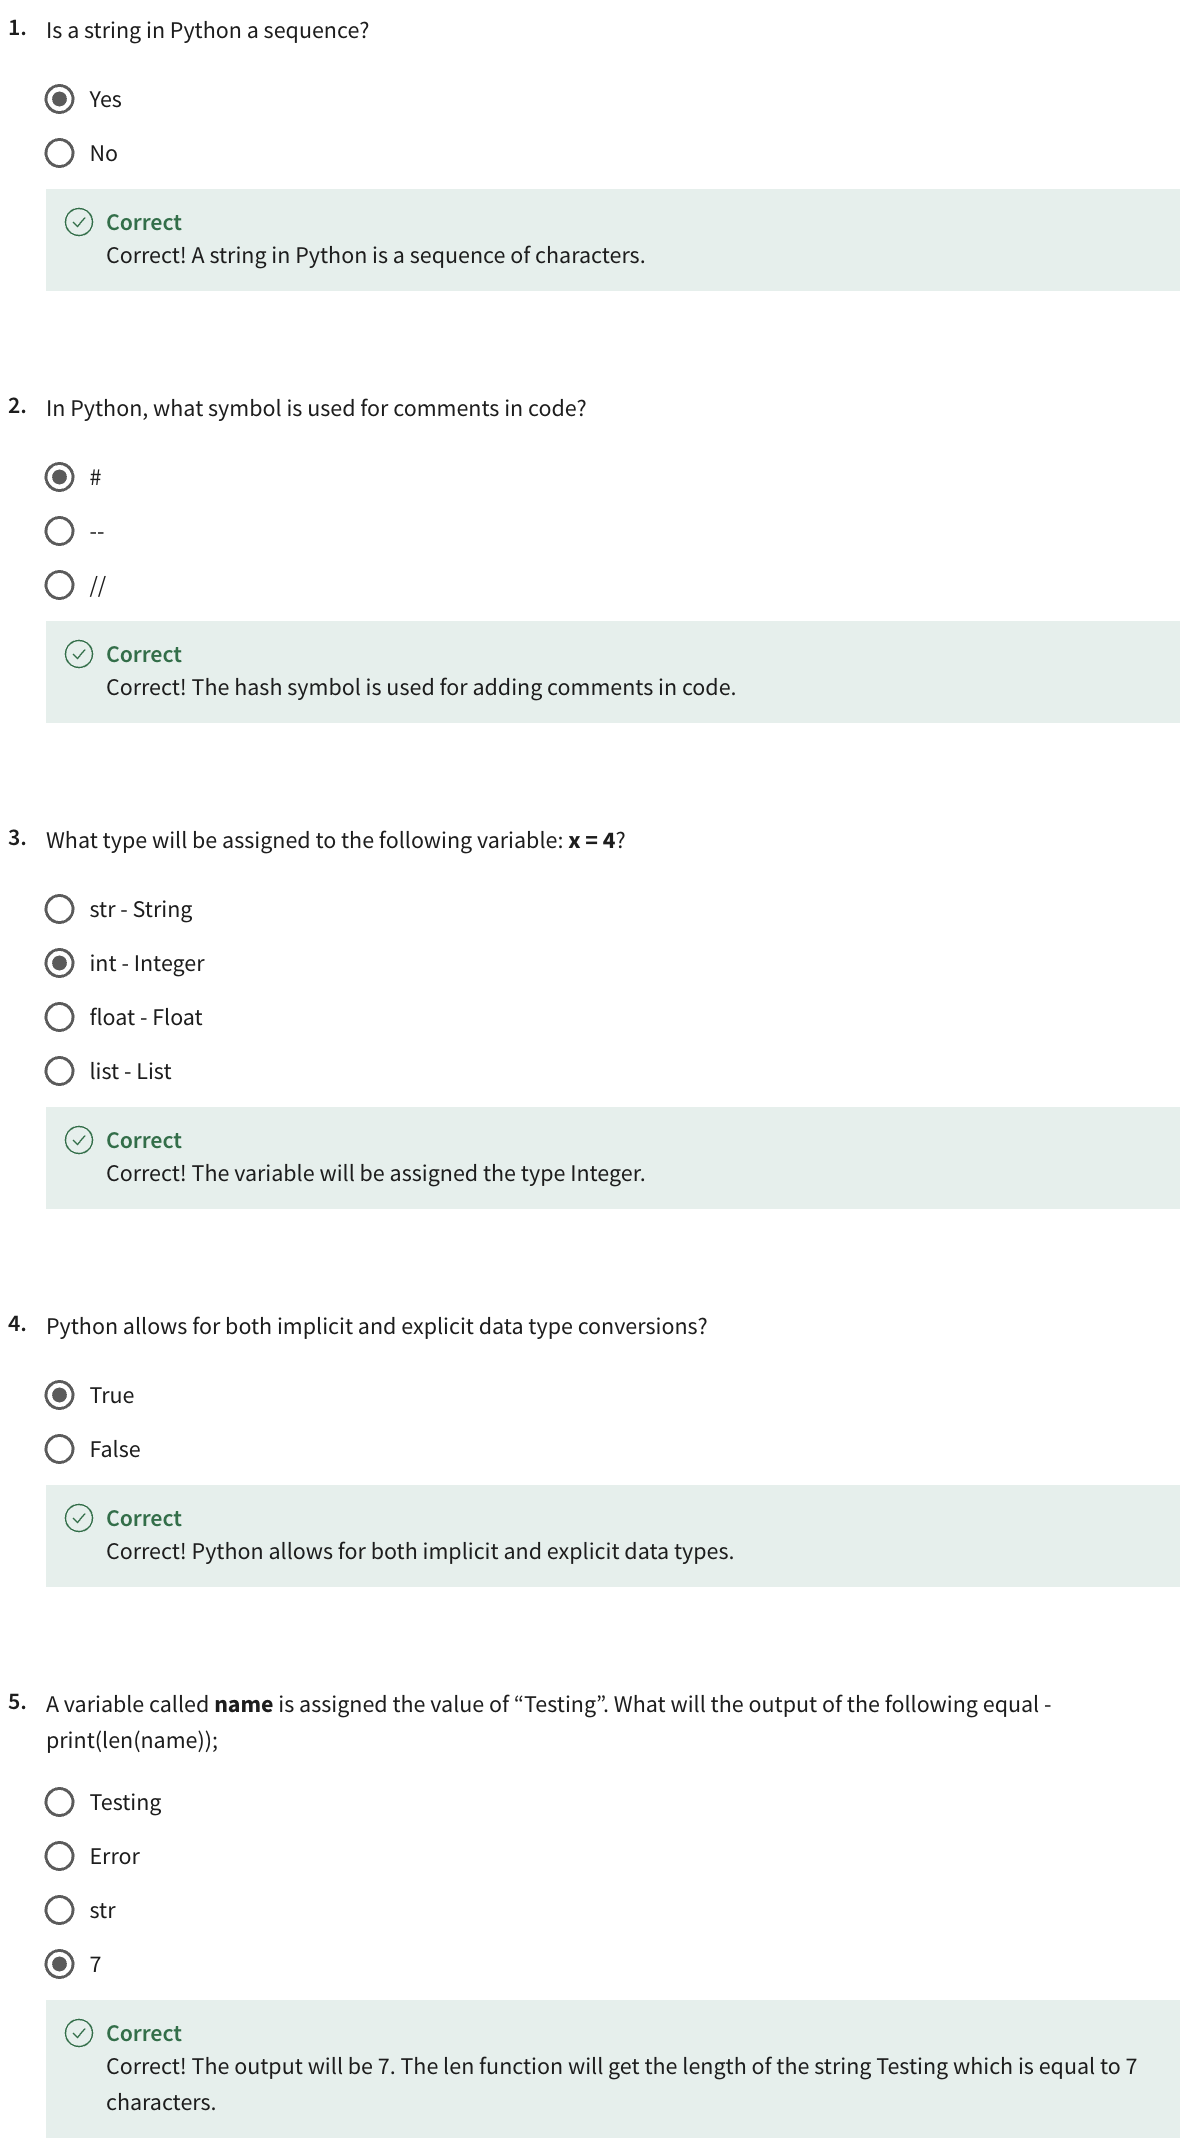 1. Is a string in Python a sequence?
Yes
No
Correct
Correct! A string in Python is a sequence of characters.
2. In Python, what symbol is used for comments in code?
#
--
//
Correct
Correct! The hash symbol is used for adding comments in code.
3. What type will be assigned to the following variable: x = 4?
str - String
int - Integer
float - Float
list - List
Correct
Correct! The variable will be assigned the type Integer.
4. Python allows for both implicit and explicit data type conversions?
True
False
Correct
Correct! Python allows for both implicit and explicit data types.
5. A variable called name is assigned the value of “Testing”. What will the output of the following equal -
print(len(name));
Testing
Error
str
7
Correct
Correct! The output will be 7. The len function will get the length of the string Testing which is equal to 7
characters.